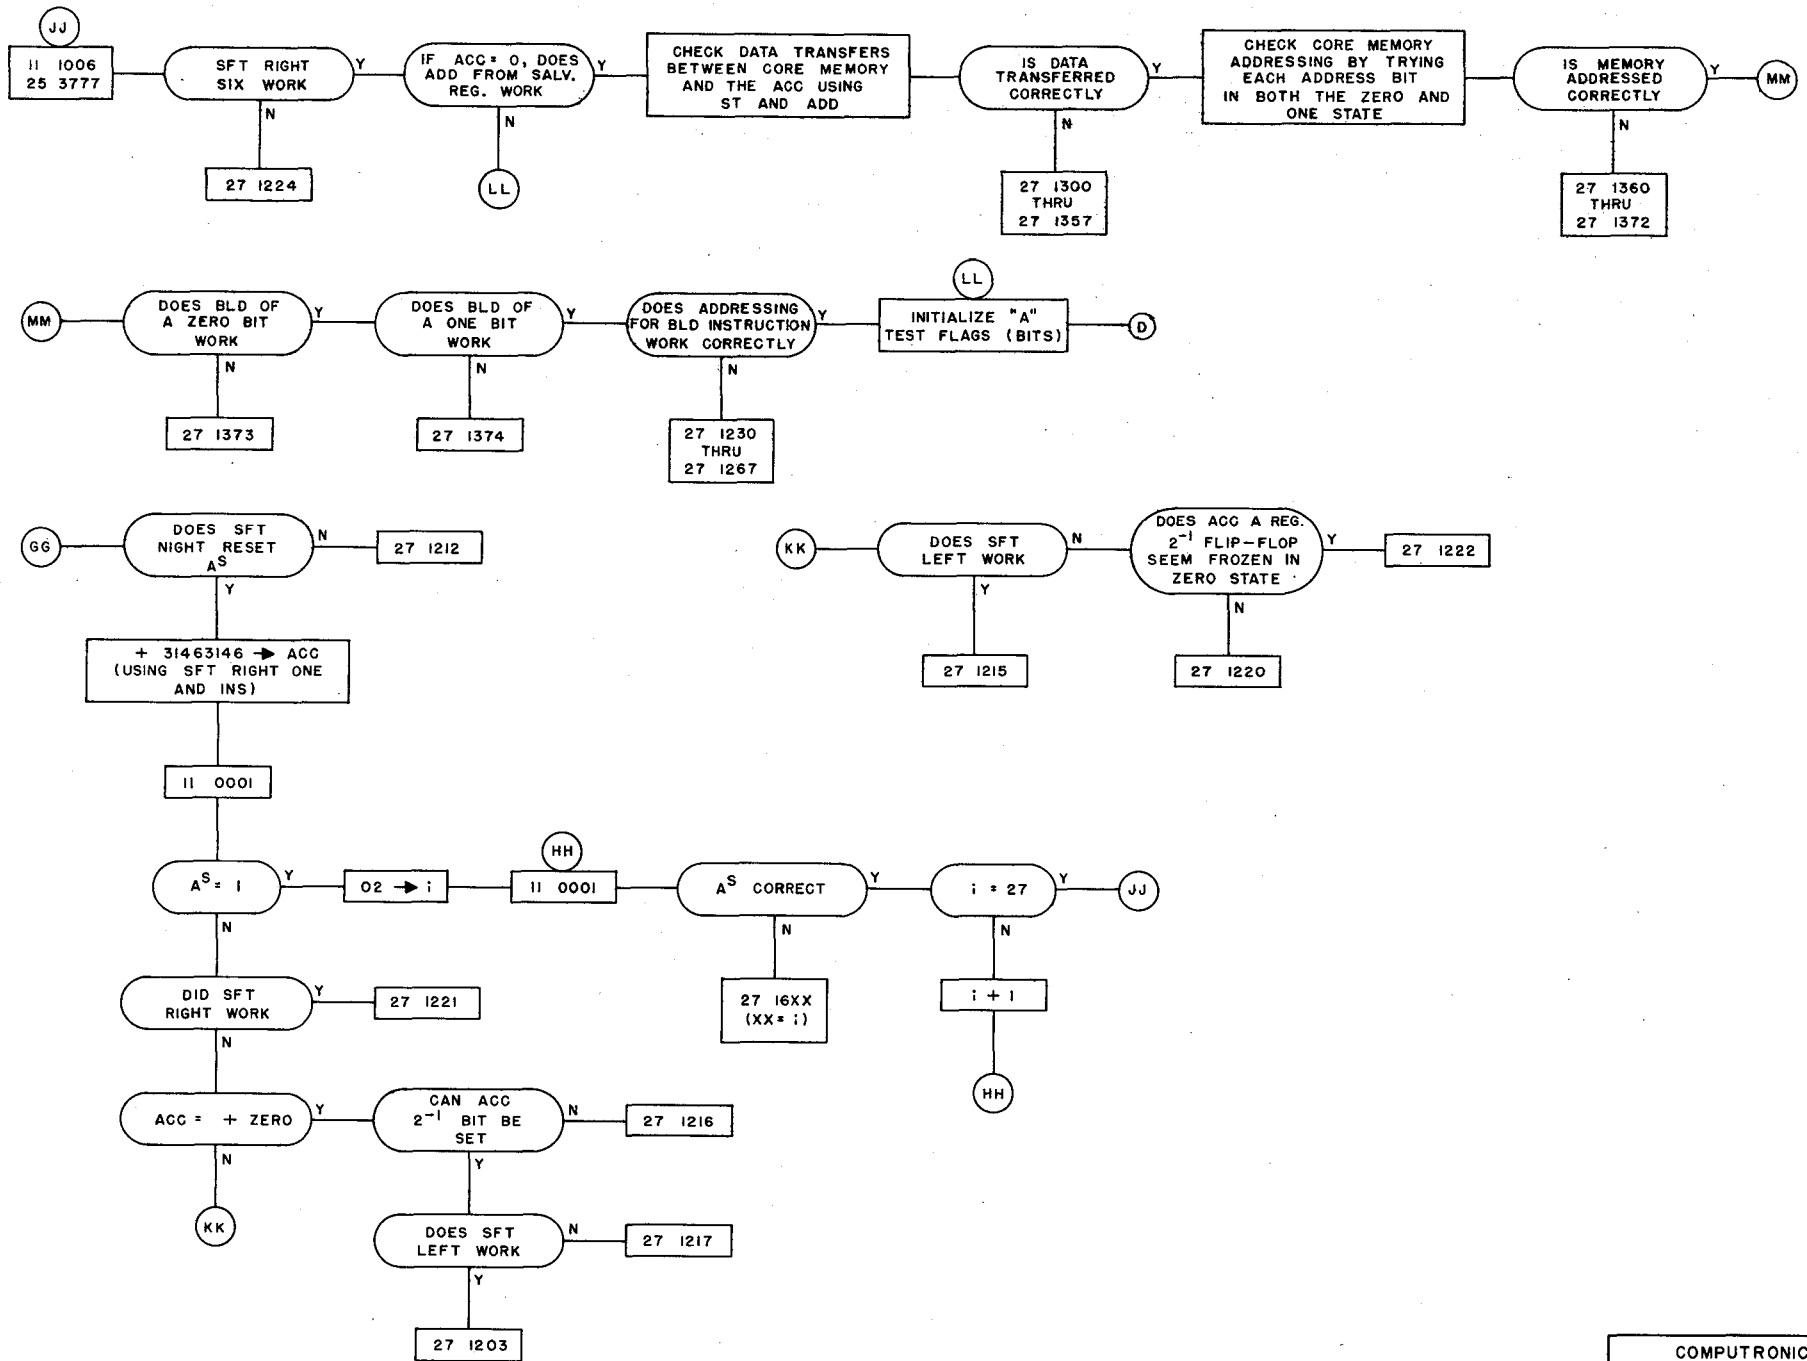 JJ
11 1006
25 3777
SFT RIGHT
SIX WORK
Y
N
27 1224
IF ACC = 0, DOES
ADD FROM SALV.
REG. WORK
Y
N
LL
CHECK DATA TRANSFERS
BETWEEN CORE MEMORY
AND THE ACC USING
ST AND ADD
IS DATA
TRANSFERRED
CORRECTLY
Y
N
27 1300
THRU
27 1357
CHECK CORE MEMORY
ADDRESSING BY TRYING
EACH ADDRESS BIT
IN BOTH THE ZERO AND
ONE STATE
IS MEMORY
ADDRESSED
CORRECTLY
Y
MM
N
27 1360
THRU
27 1372
MM
DOES BLD OF
A ZERO BIT
WORK
Y
N
27 1373
DOES BLD OF
A ONE BIT
WORK
Y
N
27 1374
DOES ADDRESSING
FOR BLD INSTRUCTION
WORK CORRECTLY
Y
N
27 1230
THRU
27 1267
LL
INITIALIZE "A"
TEST FLAGS (BITS)
D
GG
DOES SFT
NIGHT RESET
A^S
N
27 1212
Y
+ 31463146 → ACC
(USING SFT RIGHT ONE
AND INS)
11 0001
KK
DOES SFT
LEFT WORK
N
Y
27 1215
DOES ACC A REG.
2^-1 FLIP-FLOP
SEEM FROZEN IN
ZERO STATE
Y
27 1222
N
27 1220
A^S = 1
Y
02 → i
HH
11 0001
A^S CORRECT
Y
i = 27
Y
JJ
N
N
N
27 16XX
(XX = i)
i + 1
HH
DID SFT
RIGHT WORK
Y
27 1221
N
ACC = + ZERO
Y
CAN ACC
2^-1 BIT BE
SET
N
27 1216
N
KK
Y
DOES SFT
LEFT WORK
N
27 1217
Y
27 1203
COMPUTRONIC